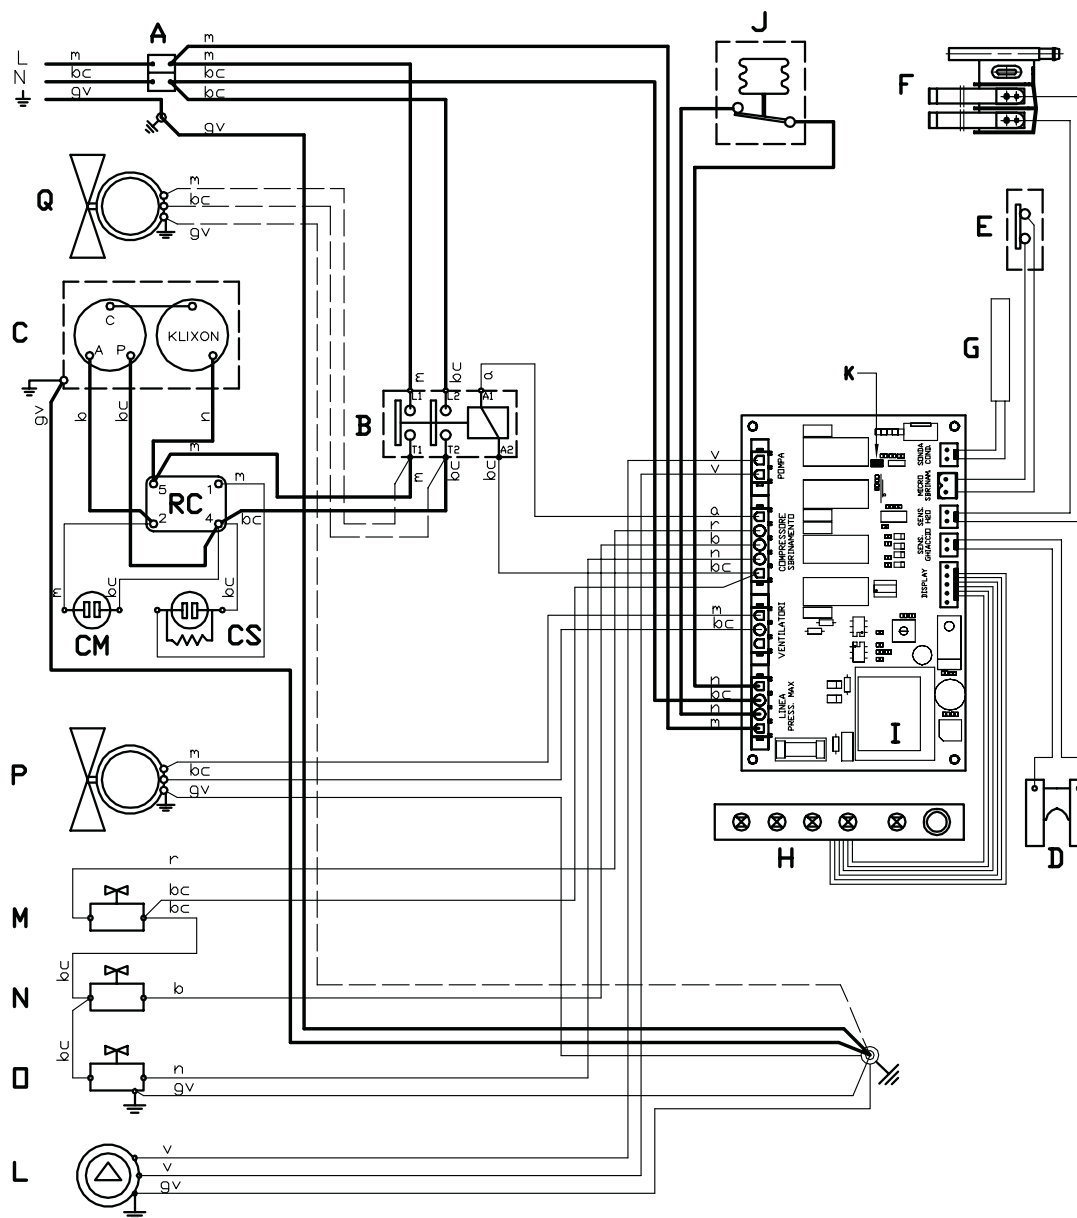 A
J
L
m
m
m
N
bc
bc
bc
gv
gv
F
Q
m
bc
gv
E
C
C
KLIXON
A
P
G
K
m
bc
a
L1
L2
A1
B
T1
T2
A2
gv
b
bc
n
m
m
bc
bc
RC
5
1
2
4
m
bc
m
bc
bc
CM
CS
v
v
POMPA
a
r
b
n
bc
COMPRESSORE
SBRINAMENTO
m
bc
VENTILATORI
n
bc
n
m
LINEA
PRESS. MAX
SONDA
COND.
MICRO
SBRINAM.
SENS.
H2O
SENS.
GHIACCIO
DISPLAY
I
P
m
bc
gv
H
D
r
bc
bc
M
bc
N
b
bc
O
n
gv
L
v
v
gv